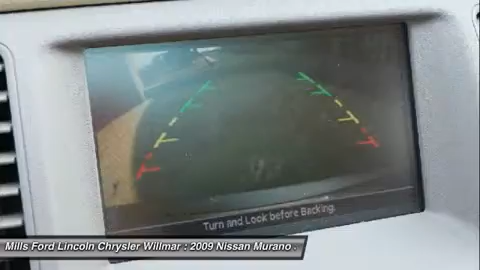 Turn and Look before Backing.
Mills Ford Lincoln Chrysler Willmar : 2009 Nissan Murano .